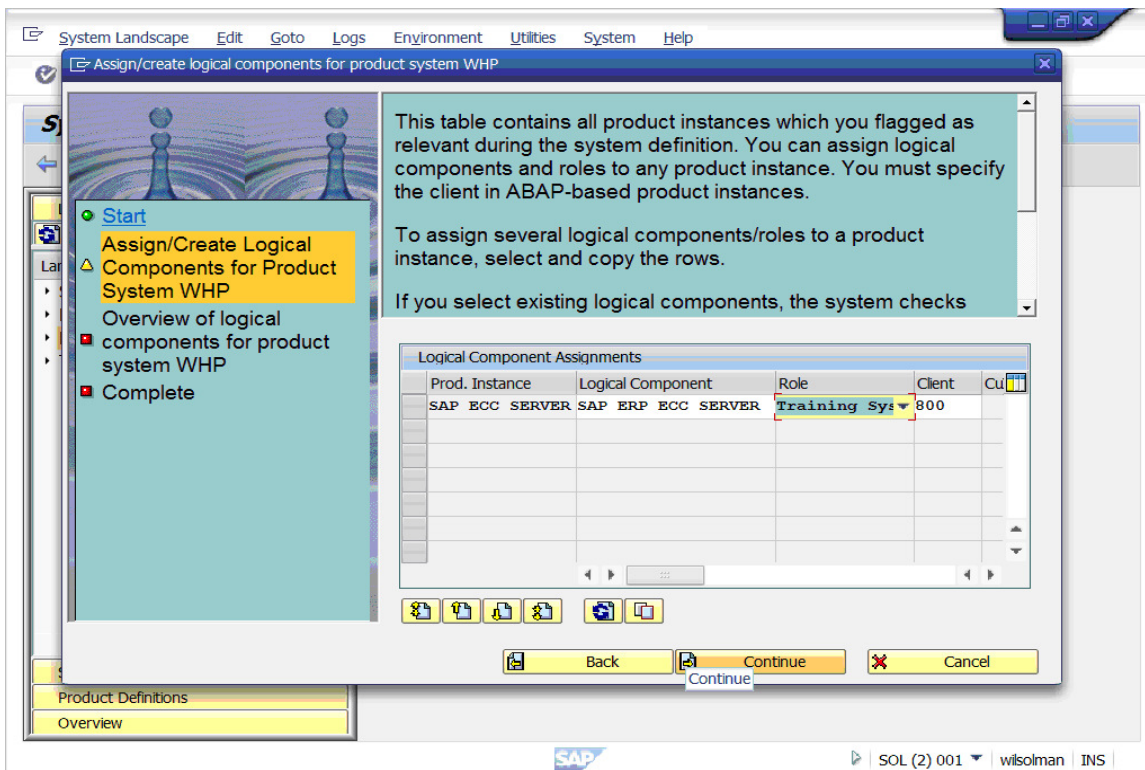 System Landscape Edit Goto Logs Environment Utilities System Help
Assign/create logical components for product system WHP
This table contains all product instances which you flagged as
relevant during the system definition. You can assign logical
components and roles to any product instance. You must specify
the client in ABAP-based product instances.
To assign several logical components/roles to a product
instance, select and copy the rows.
If you select existing logical components, the system checks
Start
Assign/Create Logical
Components for Product
System WHP
Overview of logical
components for product
system WHP
Complete
Logical Component Assignments
Prod. Instance Logical Component Role Client Cu
SAP ECC SERVER SAP ERP ECC SERVER Training Sys 800
Back Continue Cancel
Continue
Product Definitions
Overview
SAP SOL (2) 001 wilsolman INS